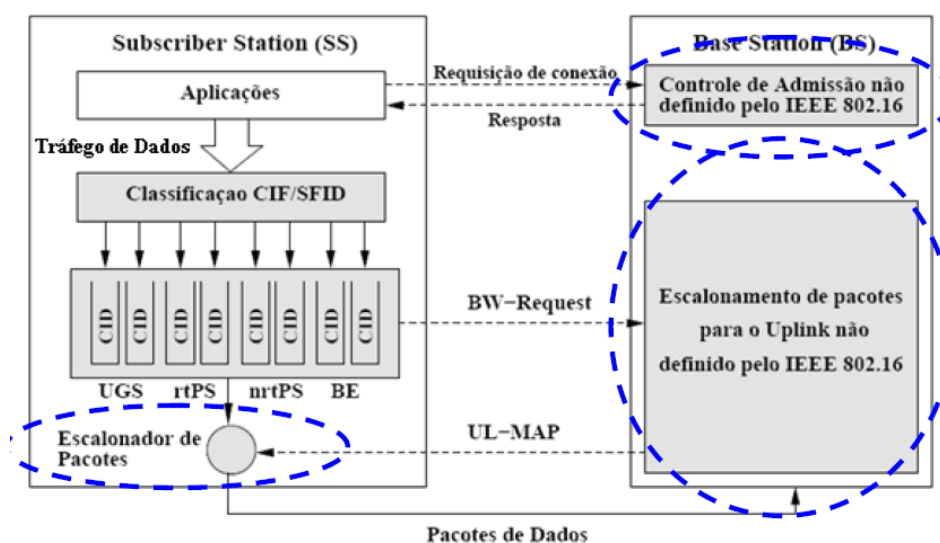 Subscriber Station (SS)
Base Station (BS)
Aplicações
Requisição de conexão
Resposta
Controle de Admissão não
definido pelo IEEE 802.16
Tráfego de Dados
Classificaçao CIF/SFID
CID
CID
CID
CID
CID
CID
CID
CID
UGS
rtPS
nrtPS
BE
BW-Request
Escalonamento de pacotes
para o Uplink não
definido pelo IEEE 802.16
Escalonador de
Pacotes
UL-MAP
Pacotes de Dados